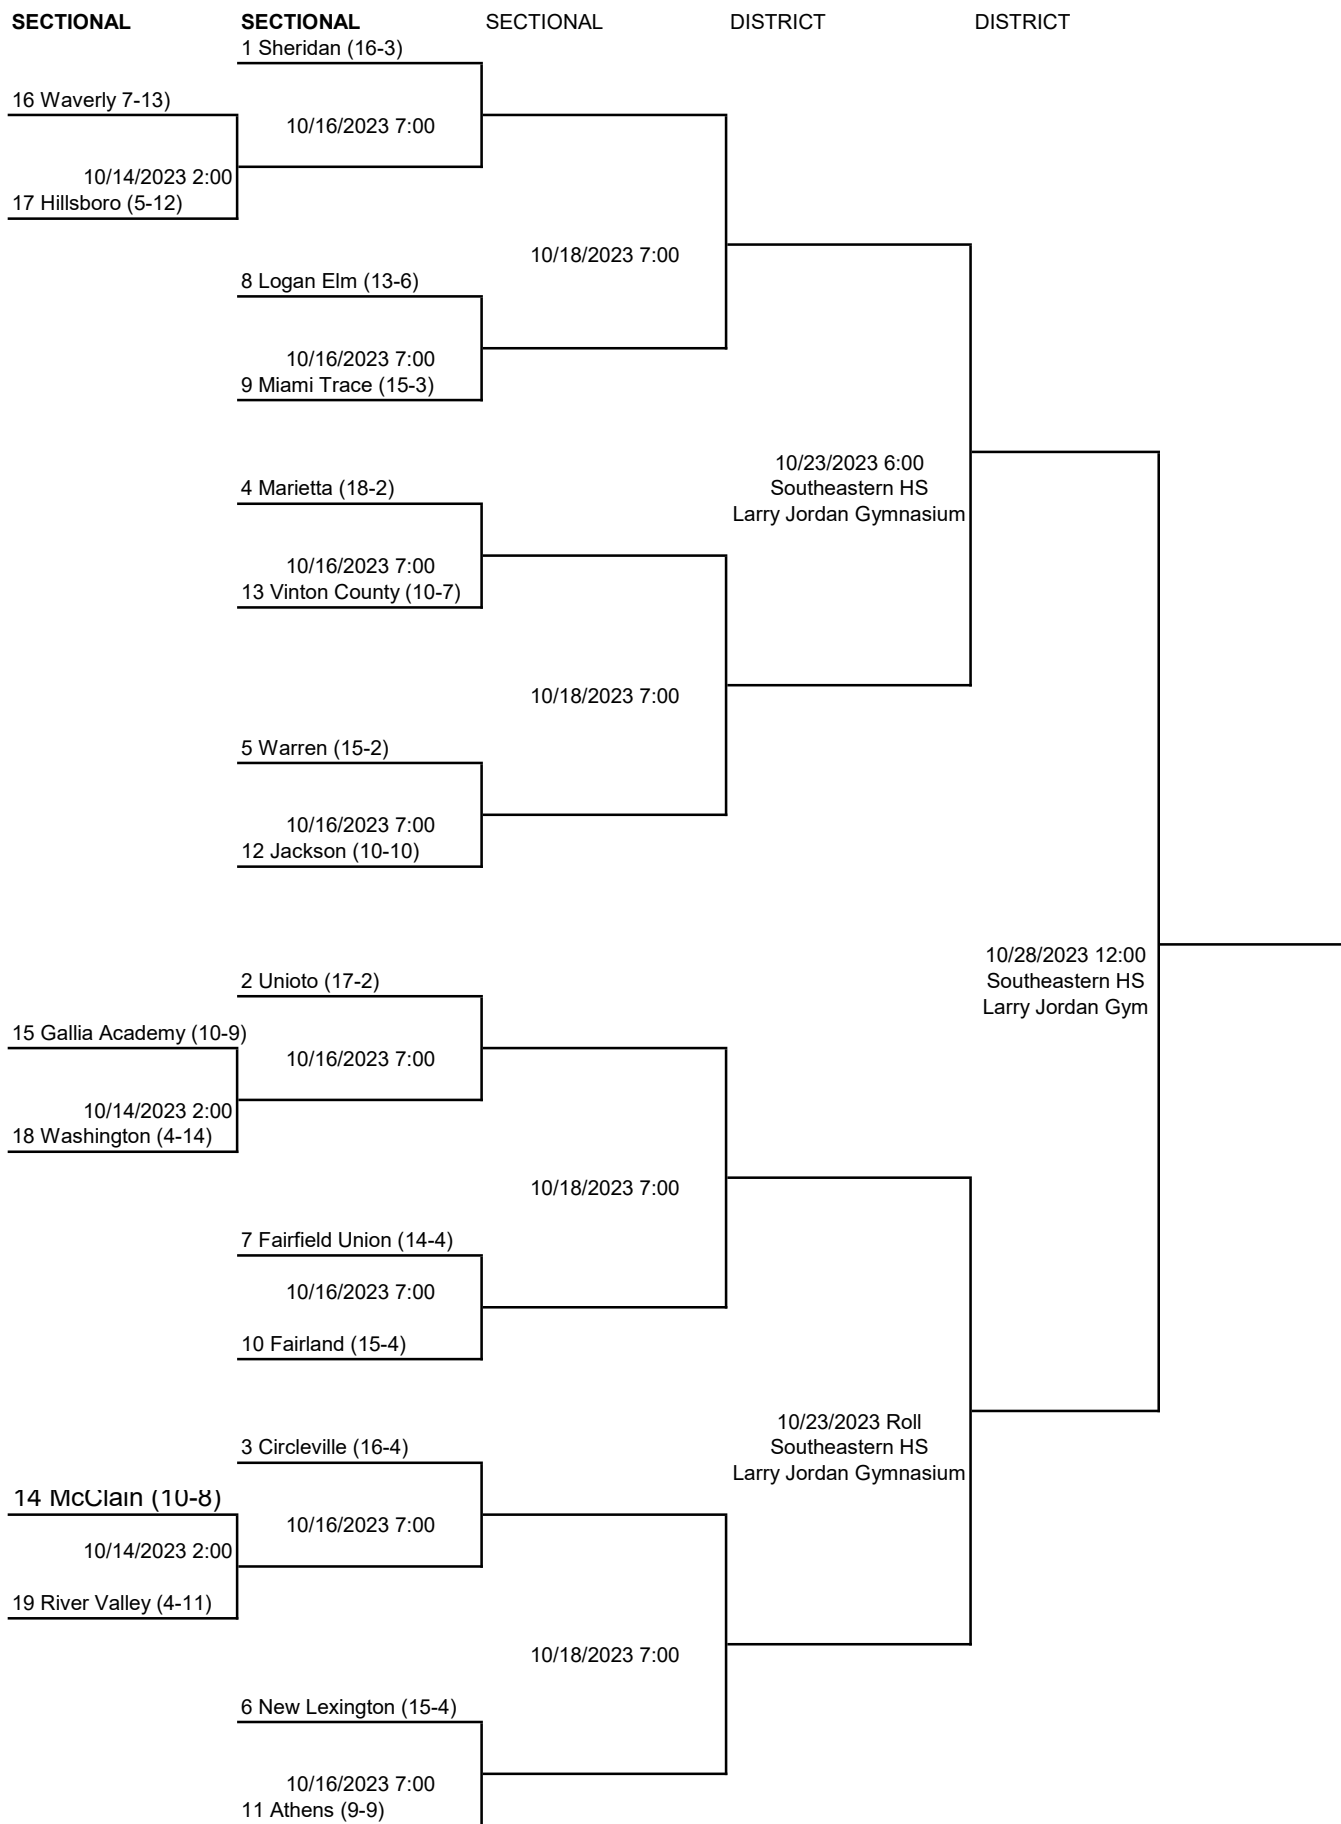 SECTIONAL SECTIONAL SECTIONAL DISTRICT DISTRICT
1 Sheridan (16-3)
16 Waverly 7-13)
10/16/2023 7:00
10/14/2023 2:00
17 Hillsboro (5-12)
10/18/2023 7:00
8 Logan Elm (13-6)
10/16/2023 7:00
9 Miami Trace (15-3)
10/23/2023 6:00
Southeastern HS
Larry Jordan Gymnasium
4 Marietta (18-2)
10/16/2023 7:00
13 Vinton County (10-7)
10/18/2023 7:00
5 Warren (15-2)
10/16/2023 7:00
12 Jackson (10-10)
10/28/2023 12:00
Southeastern HS
Larry Jordan Gym
2 Unioto (17-2)
15 Gallia Academy (10-9)
10/16/2023 7:00
10/14/2023 2:00
18 Washington (4-14)
10/18/2023 7:00
7 Fairfield Union (14-4)
10/16/2023 7:00
10 Fairland (15-4)
10/23/2023 Roll
Southeastern HS
Larry Jordan Gymnasium
3 Circleville (16-4)
14 McClain (10-8)
10/16/2023 7:00
10/14/2023 2:00
19 River Valley (4-11)
10/18/2023 7:00
6 New Lexington (15-4)
10/16/2023 7:00
11 Athens (9-9)